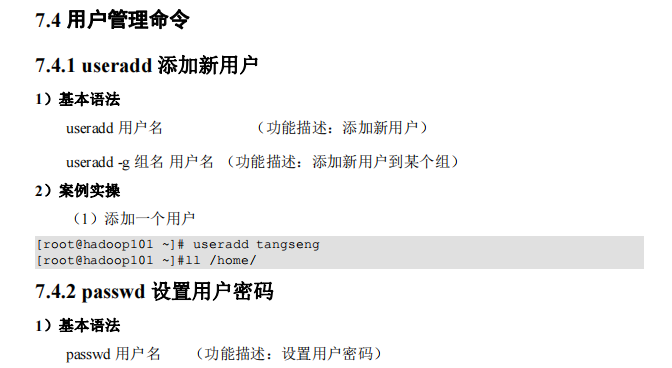 7.4 用户管理命令
7.4.1 useradd 添加新用户
1）基本语法
useradd 用户名 （功能描述：添加新用户）
useradd -g 组名 用户名 （功能描述：添加新用户到某个组）
2）案例实操
（1）添加一个用户
[root@hadoop101 ~]# useradd tangseng
[root@hadoop101 ~]#ll /home/
7.4.2 passwd 设置用户密码
1）基本语法
passwd 用户名 （功能描述：设置用户密码）